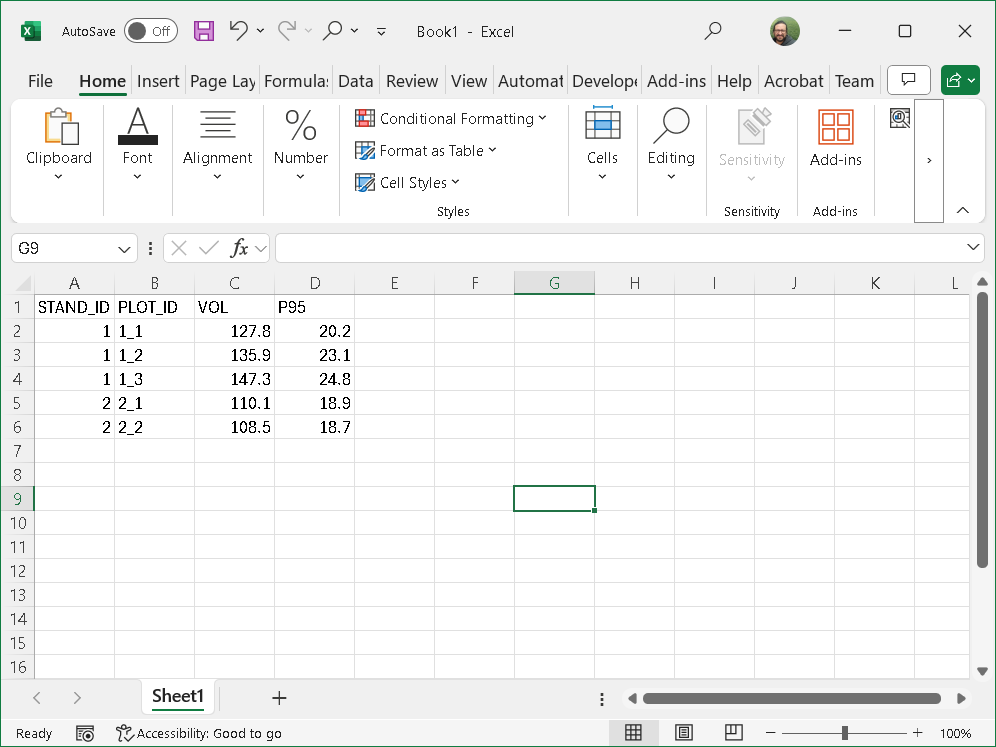 AutoSave Off Book1 - Excel
File Home Insert Page Lay Formula: Data Review View Automat Develope Add-ins Help Acrobat Team
Clipboard Font Alignment Number Conditional Formatting Format as Table Cell Styles Cells Editing Sensitivity Add-ins
Styles Sensitivity Add-ins
G9 fx
A B C D E F G H I J K L
1 STAND_ID PLOT_ID VOL P95
2 1 1_1 127.8 20.2
3 1 1_2 135.9 23.1
4 1 1_3 147.3 24.8
5 2 2_1 110.1 18.9
6 2 2_2 108.5 18.7
7
8
9
10
11
12
13
14
15
16
Sheet1
Ready Accessibility: Good to go 100%